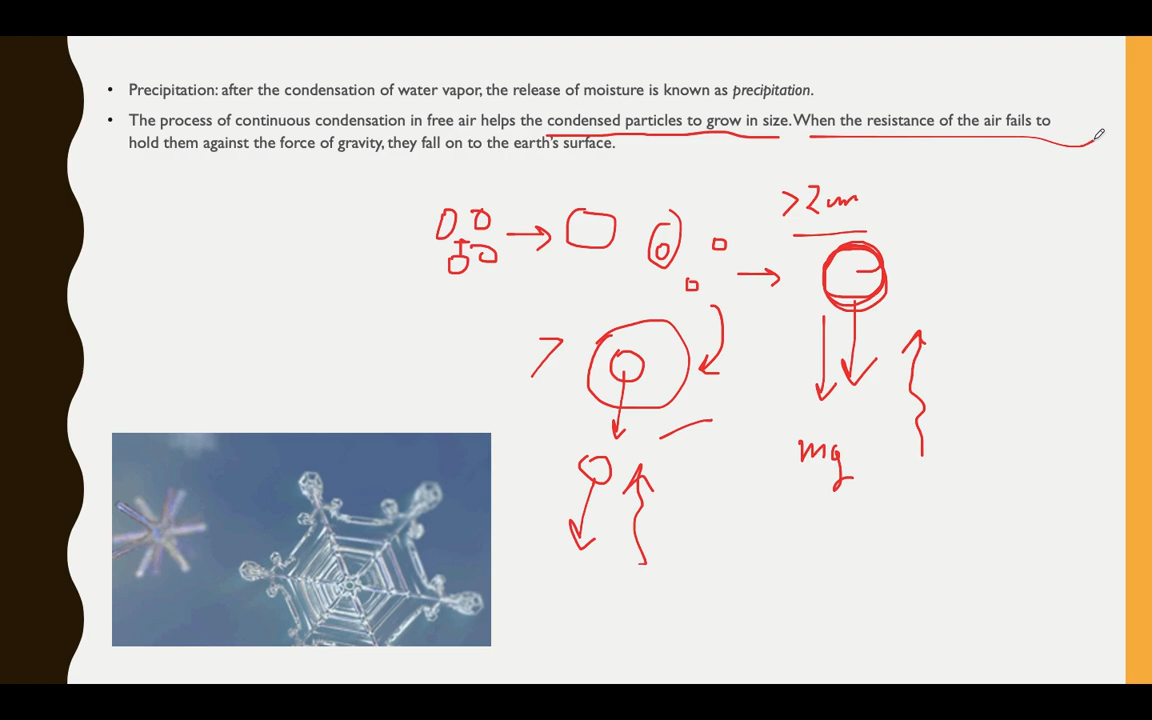 • Precipitation: after the condensation of water vapor, the release of moisture is known as precipitation.
• The process of continuous condensation in free air helps the condensed particles to grow in size. When the resistance of the air fails to
hold them against the force of gravity, they fall on to the earth's surface.
>2
mg